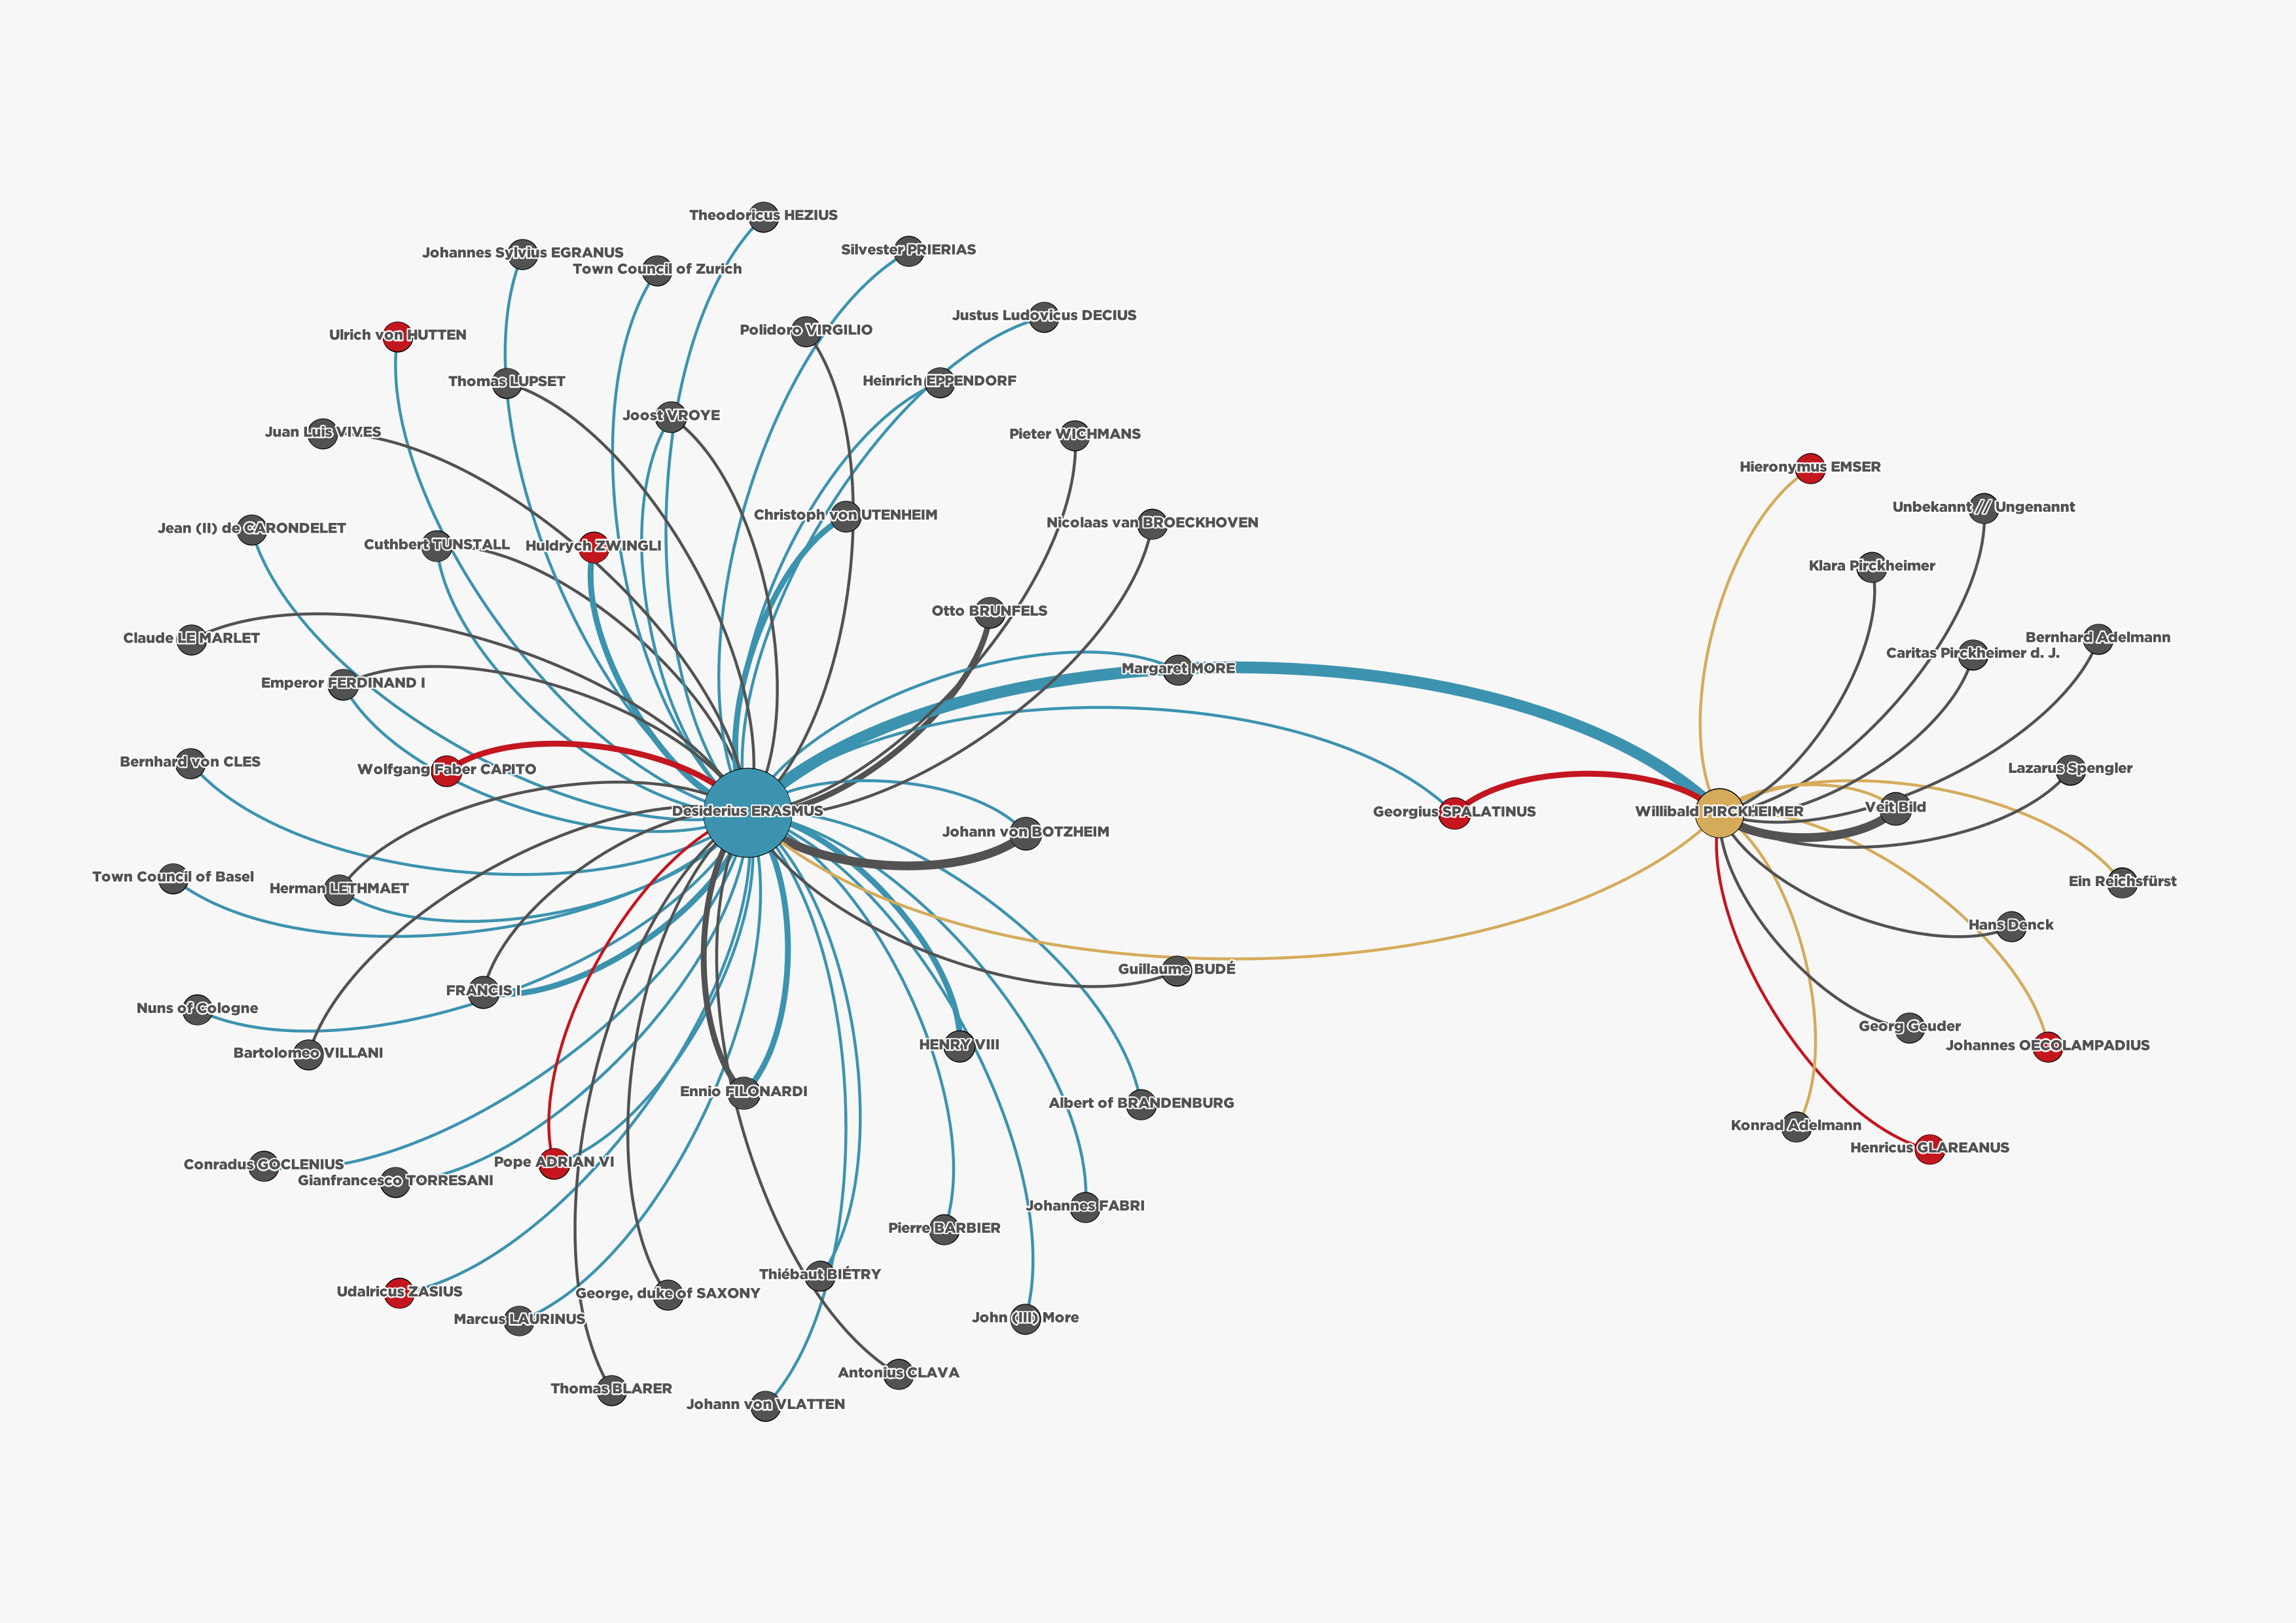 Theodoricus HEZIUS
Johannes Sylvius EGRANUS
Silvester PRIERIAS
Town Council of Zurich
Justus Ludovicus DECIUS
Polidoro VIRGILIO
Ulrich von HUTTEN
Thomas LUPSET
Heinrich EPPENDORF
Joost VROYE
Juan Luis VIVES
Pieter WICHMANS
Hieronymus EMSER
Unbekannt // Ungenannt
Christoph von UTENHEIM
Nicolaas van BROECKHOVEN
Jean (II) de CARONDELET
Cuthbert TUNSTALL
Huldrych ZWINGLI
Klara Pirckheimer
Otto BRUNFELS
Claude LE MARLET
Bernhard Adelmann
Caritas Pirckheimer d. J.
Margaret MORE
Emperor FERDINAND I
Bernhard von CLES
Wolfgang Faber CAPITO
Lazarus Spengler
Veit Bild
Desiderius ERASMUS
Georgius SPALATINUS
Willibald PIRCKHEIMER
Johann von BOTZHEIM
Town Council of Basel
Herman LETHMAET
Ein Reichsfürst
Hans Denck
Guillaume BUDÉ
FRANCIS I
Nuns of Cologne
Georg Geuder
HENRY VIII
Johannes OECOLAMPADIUS
Bartolomeo VILLANI
Ennio FILONARDI
Albert of BRANDENBURG
Konrad Adelmann
Henricus GLAREANUS
Conradus GOCLENIUS
Pope ADRIAN VI
Gianfrancesco TORRESANI
Johannes FABRI
Pierre BARBIER
Thiébaut BIÉTRY
Udalricus ZASIUS
George, duke of SAXONY
Marcus LAURINUS
John (III) More
Antonius CLAVA
Thomas BLARER
Johann von VLATTEN